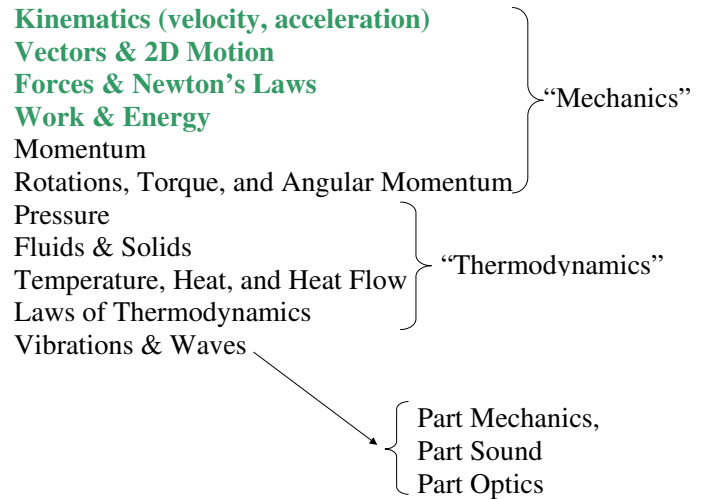 Kinematics (velocity, acceleration)
Vectors & 2D Motion
Forces & Newton’s Laws
Work & Energy
“Mechanics”
Momentum
Rotations, Torque, and Angular Momentum
Pressure
Fluids & Solids
Temperature, Heat, and Heat Flow
“Thermodynamics”
Laws of Thermodynamics
Vibrations & Waves
Part Mechanics,
Part Sound
Part Optics